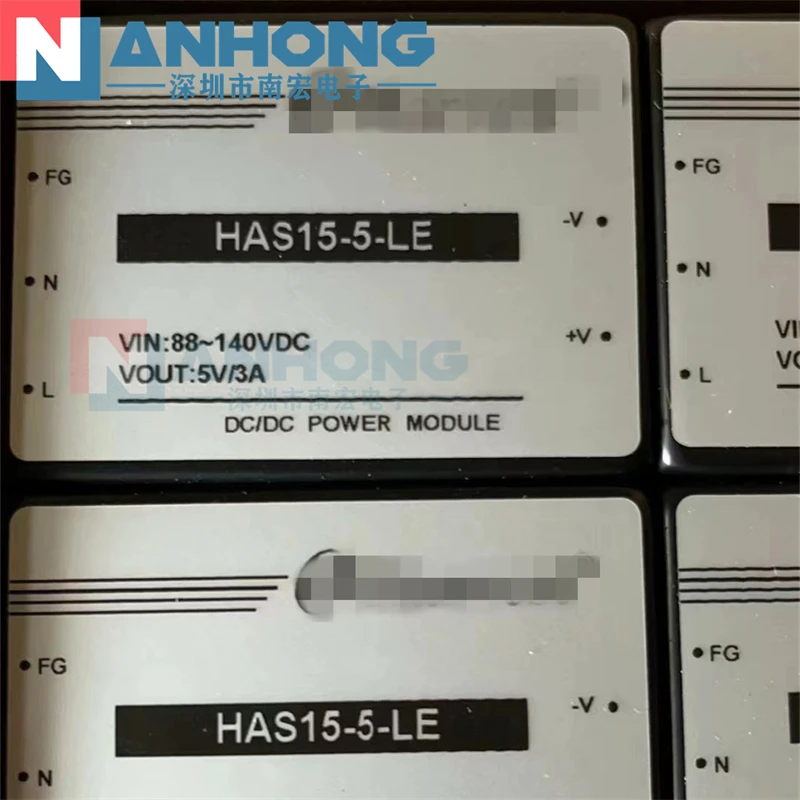 NANHONG
深圳市南宏电子
FG
HAS15-5-LE
-V
N
VIN:88~140VDC
+V
VOUT:5V/3A
L
DC/DC POWER MODULE
NANHONG
深圳市南宏电子
FG
N
VI
L
FG
HAS15-5-LE
-V
N
FG
N